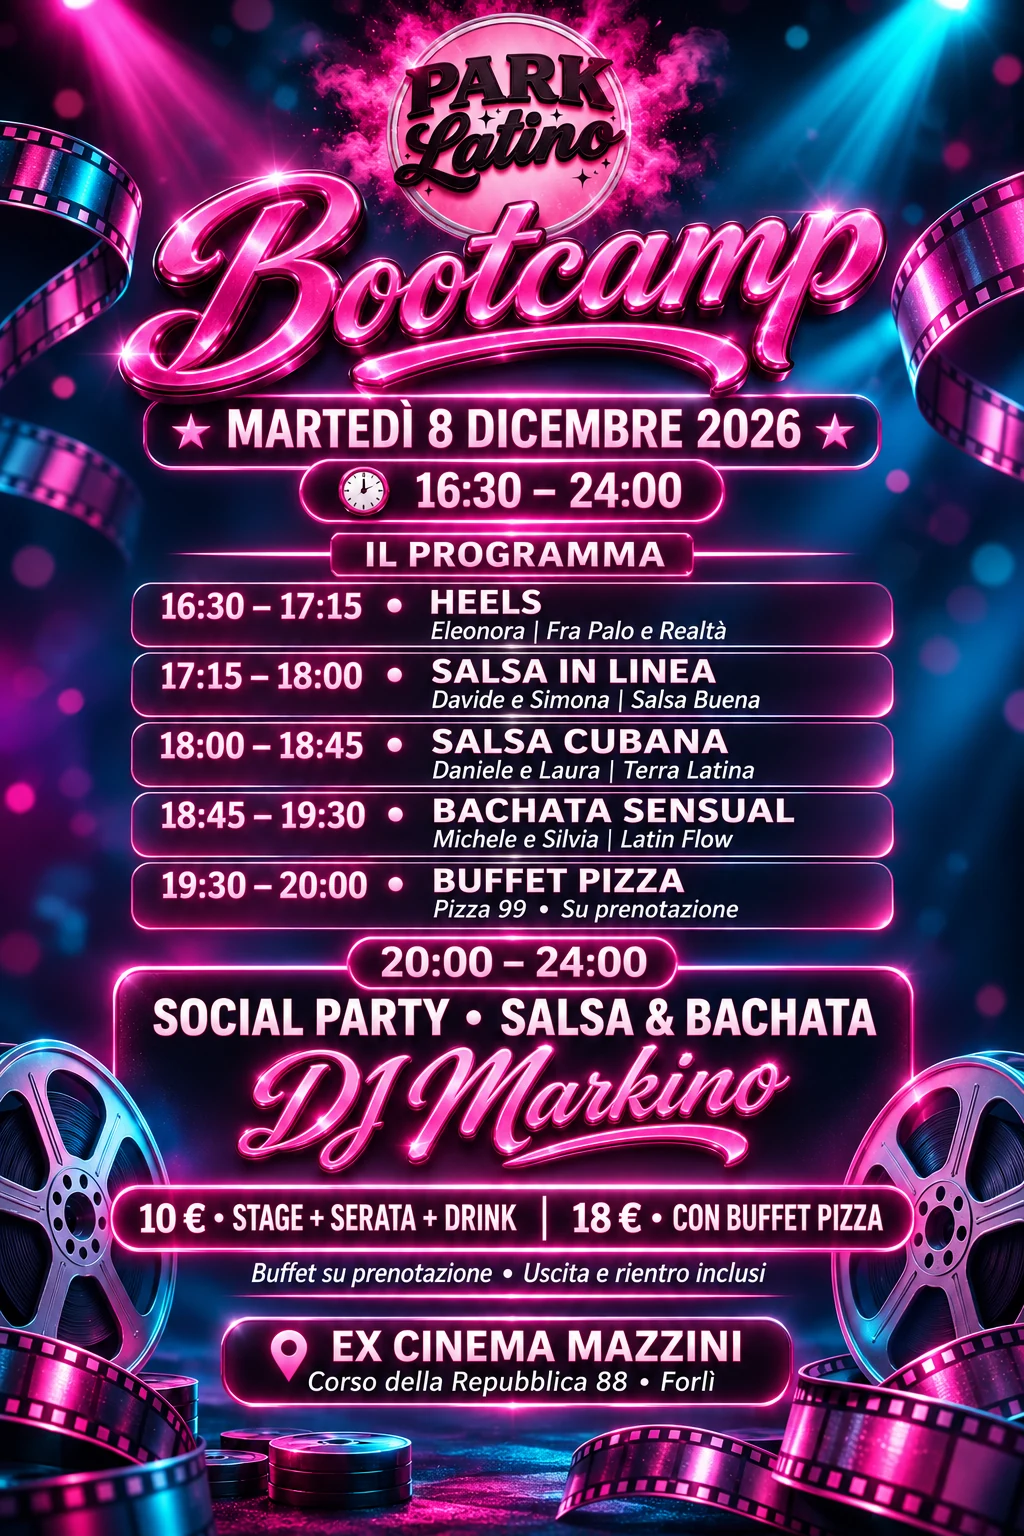 PARK
Latino
Bootcamp
★ MARTEDÌ 8 DICEMBRE 2026 ★
16:30 – 24:00
IL PROGRAMMA
16:30 – 17:15 • HEELS
Eleonora | Fra Palo e Realtà
17:15 – 18:00 • SALSA IN LINEA
Davide e Simona | Salsa Buena
18:00 – 18:45 • SALSA CUBANA
Daniele e Laura | Terra Latina
18:45 – 19:30 • BACHATA SENSUAL
Michele e Silvia | Latin Flow
19:30 – 20:00 • BUFFET PIZZA
Pizza 99 • Su prenotazione
20:00 – 24:00
SOCIAL PARTY • SALSA & BACHATA
DJ Markino
10 € • STAGE + SERATA + DRINK | 18 € • CON BUFFET PIZZA
Buffet su prenotazione • Uscita e rientro inclusi
EX CINEMA MAZZINI
Corso della Repubblica 88 • Forlì